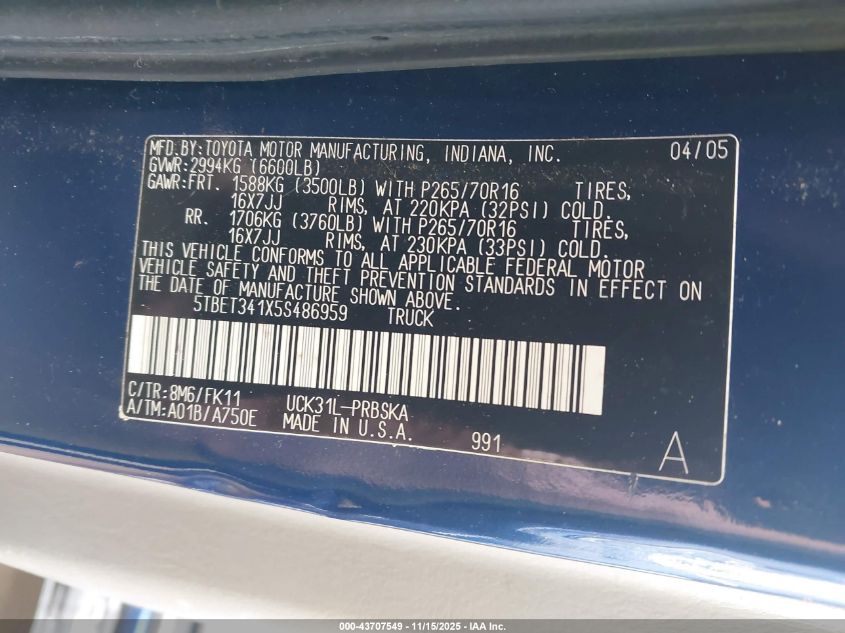 MFD.BY:TOYOTA MOTOR MANUFACTURING, INDIANA, INC. 04/05
GVWR:2994KG (6600LB)
GAWR:FRT. 1588KG (3500LB) WITH P265/70R16 TIRES,
16X7JJ RIMS, AT 220KPA (32PSI) COLD.
RR. 1706KG (3760LB) WITH P265/70R16 TIRES,
16X7JJ RIMS, AT 230KPA (33PSI) COLD.
THIS VEHICLE CONFORMS TO ALL APPLICABLE FEDERAL MOTOR
VEHICLE SAFETY AND THEFT PREVENTION STANDARDS IN EFFECT ON
THE DATE OF MANUFACTURE SHOWN ABOVE.
5TBET341X5S486959 TRUCK
C/TR:8M6/FK11 UCK31L-PRBSKA
A/TM:A01B/A750E MADE IN U.S.A. 991 A
000-43707549 - 11/15/2025 - IAA Inc.